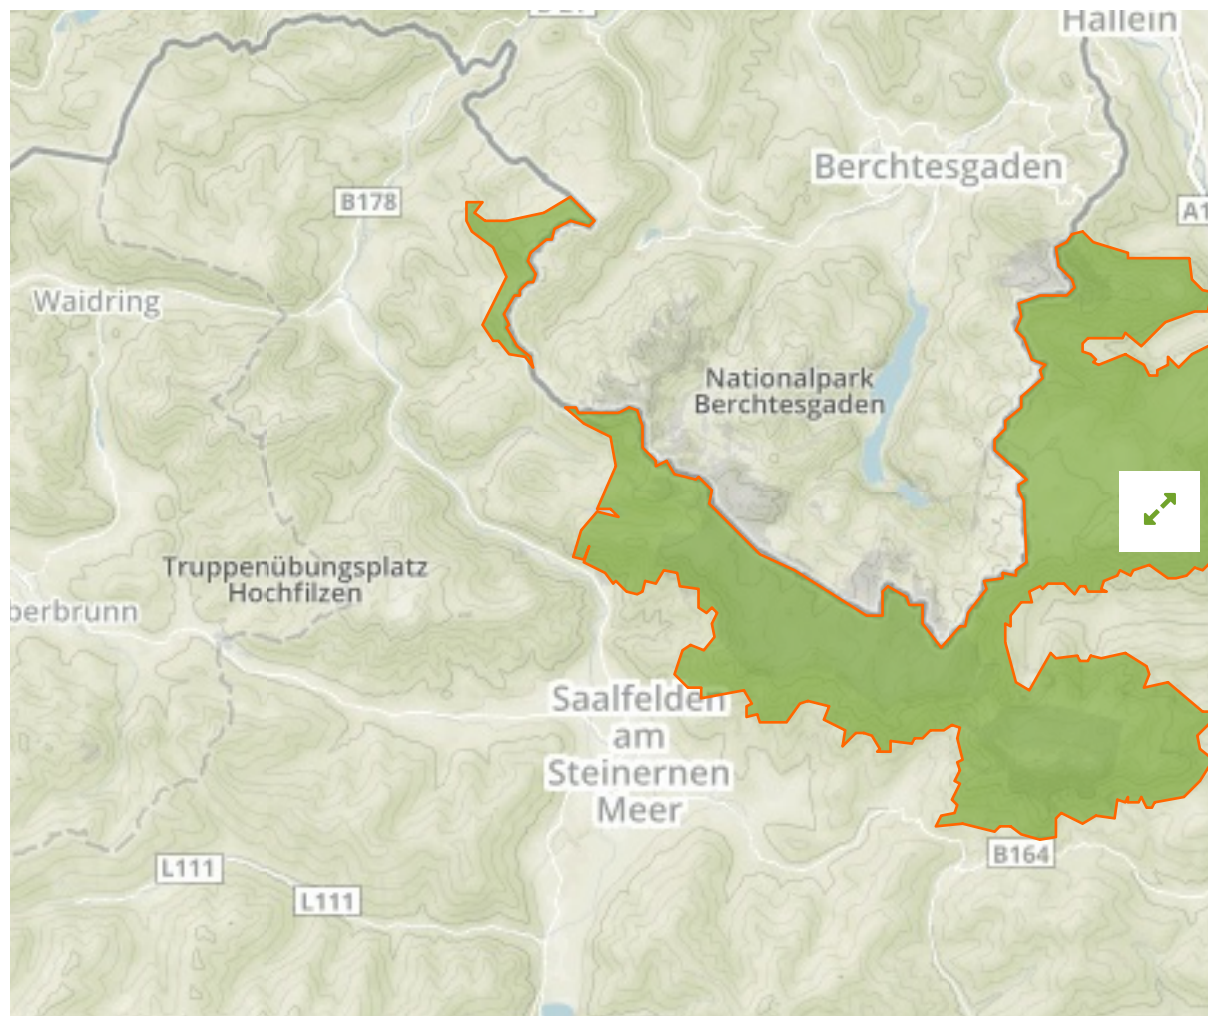 Hallein
Berchtesgaden
B178
A1
Waidring
Nationalpark
Berchtesgaden
Truppenübungsplatz
Hochfilzen
berbrunn
Saalfelden
am
Steinernen
Meer
B164
L111
L111